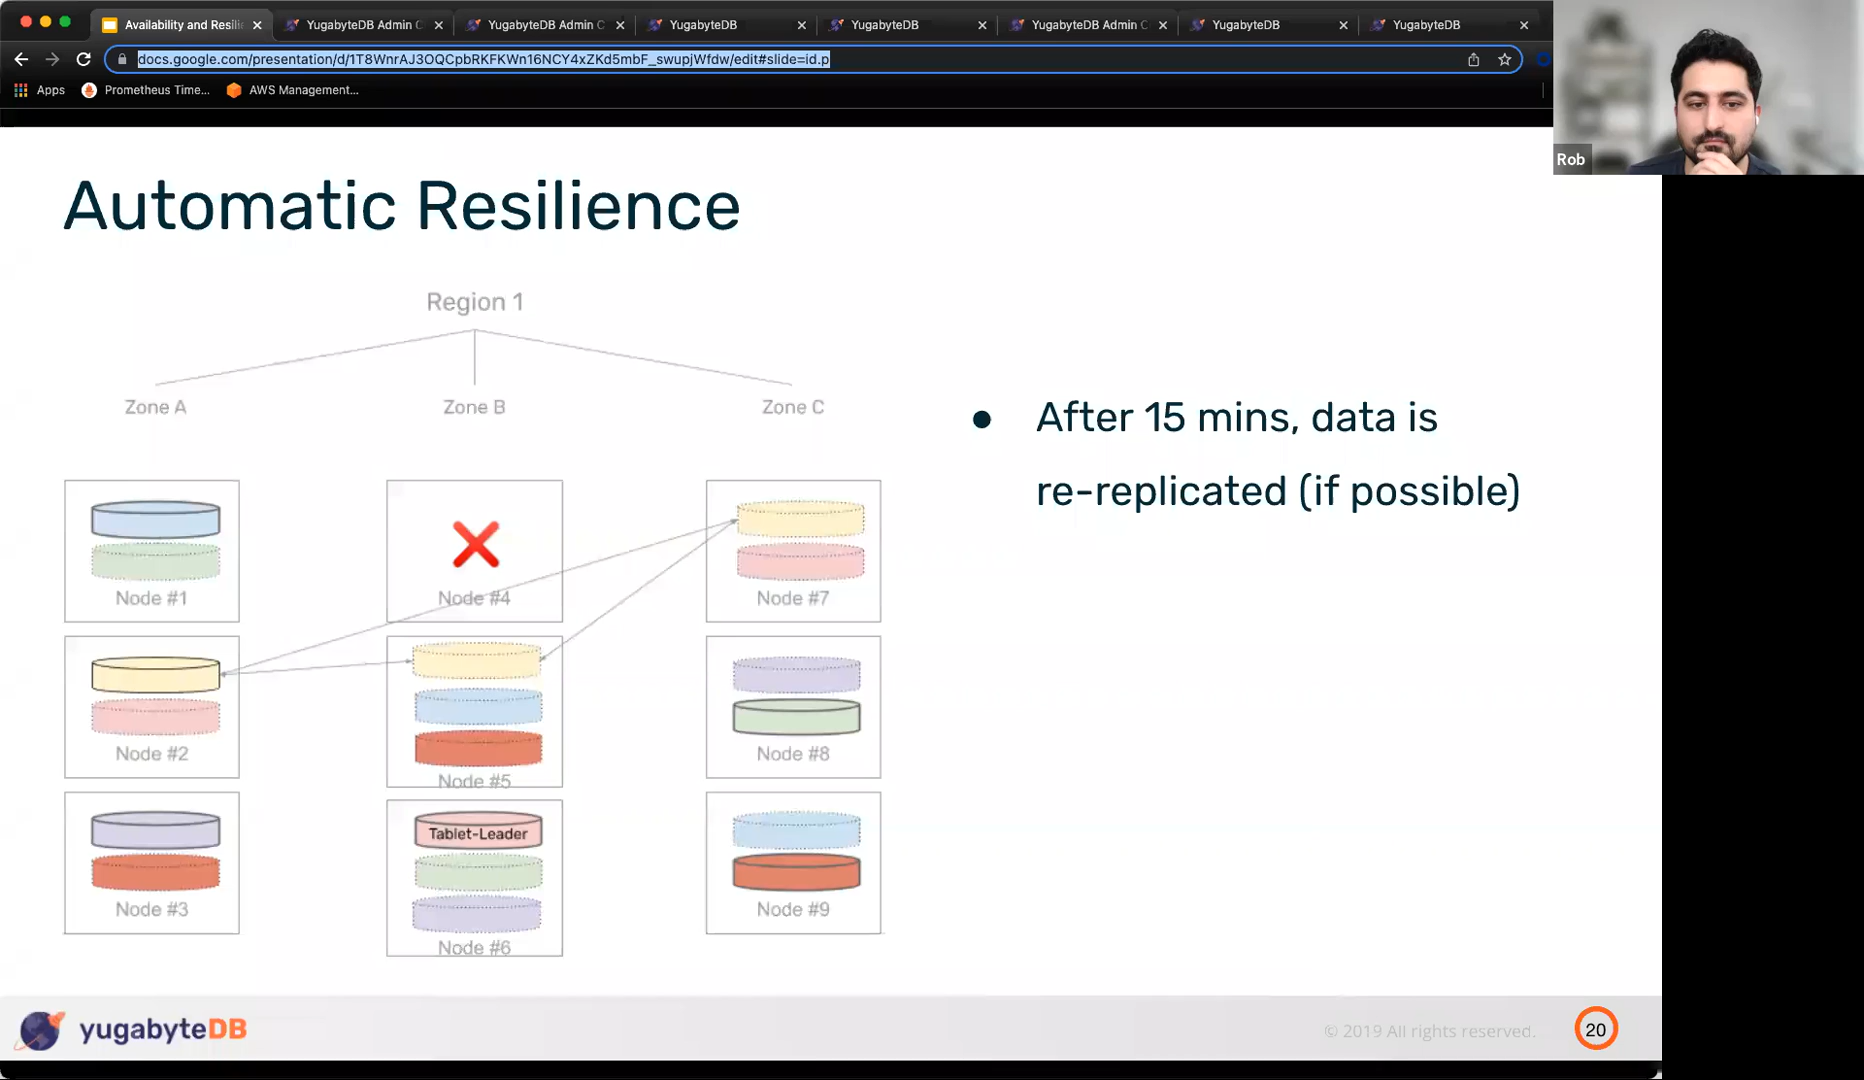 Availability and Resili
YugabyteDB Admin C
YugabyteDB Admin C
YugabyteDB
YugabyteDB
YugabyteDB Admin C
YugabyteDB
YugabyteDB
docs.google.com/presentation/d/1T8WnrAJ3OQCpbRKFKWn16NCY4xZKd5mbF_swupjWfdw/edit#slide=id.p
Apps
Prometheus Time...
AWS Management...
Rob
Automatic Resilience
Region 1
Zone A
Zone B
Zone C
After 15 mins, data is
re-replicated (if possible)
Node #1
Node #4
Node #7
Node #2
Node #5
Node #8
Tablet-Leader
Node #3
Node #6
Node #9
yugabyteDB
© 2019 All rights reserved.
20